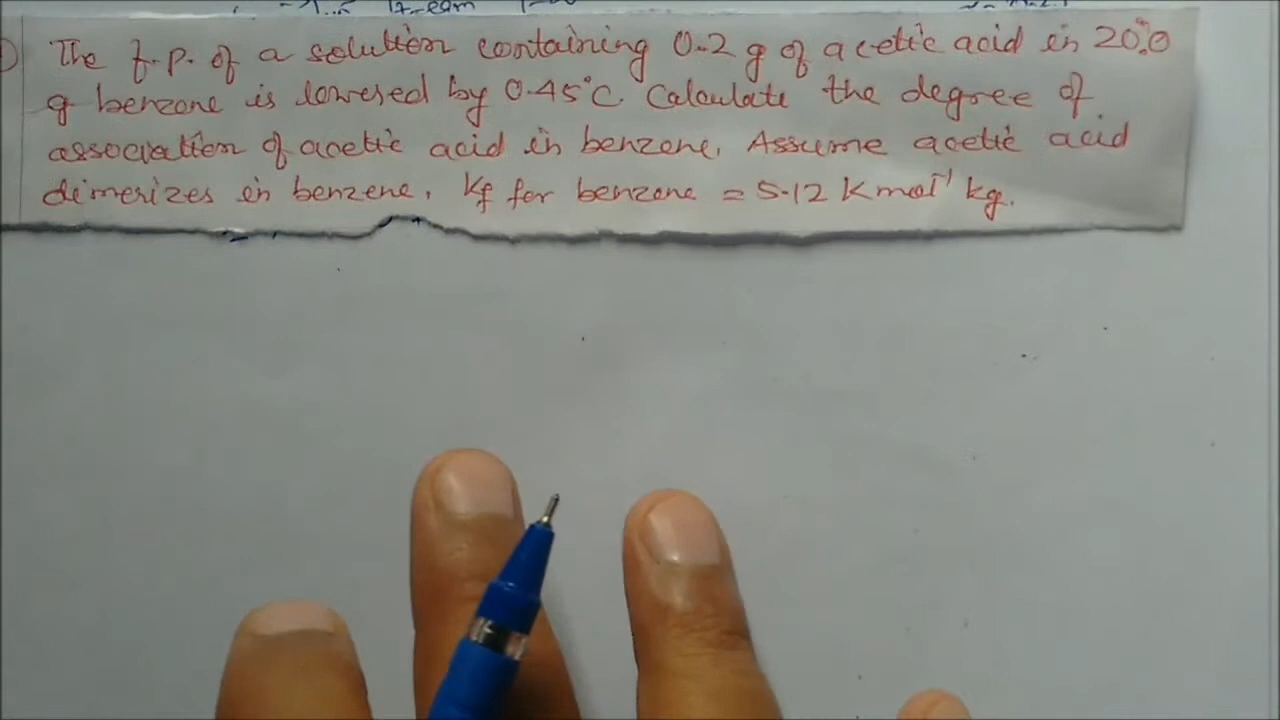 The f.p. of a solution containing 0.2 g of acetic acid in 20.0
g benzene is lowered by 0.45°C. Calculate the degree of
association of acetic acid in benzene. Assume acetic acid
dimerizes in benzene. Kf for benzene = 5.12 K mol⁻¹ kg.